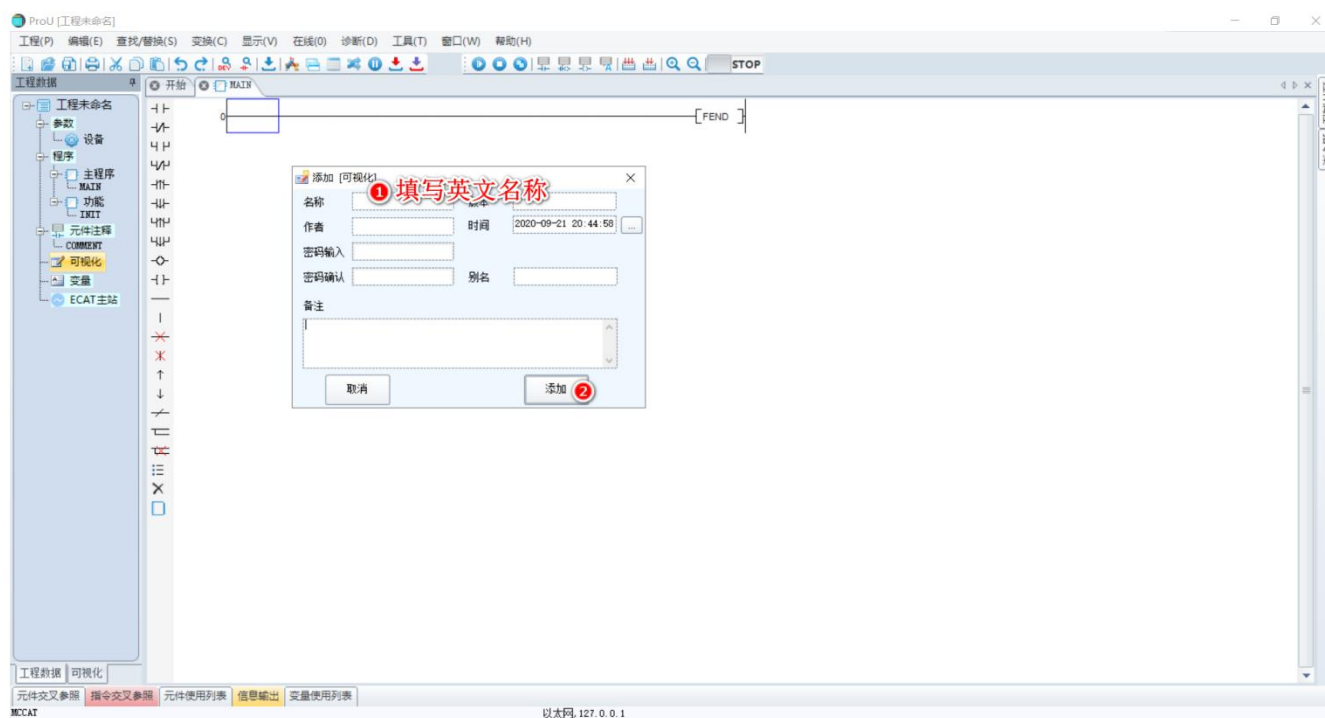 ProU [工程未命名]
工程(P) 编辑(E) 查找/替换(S) 变换(C) 显示(V) 在线(O) 诊断(D) 工具(T) 窗口(W) 帮助(H)
DEV STOP
工程数据 开始 MAIN
工程未命名
参数
设备
程序
主程序
MAIN
功能
INIT
元件注释
COMMENT
可视化
变量
ECAT主站
0 FEND
添加 [可视化]
❶填写英文名称
名称
作者 时间 2020-09-21 20:44:58 ...
密码输入
密码确认 别名
备注
取消 添加 ❷
工程数据 可视化
元件交叉参照 指令交叉参照 元件使用列表 信息输出 变量使用列表
MCCAT 以太网,127.0.0.1